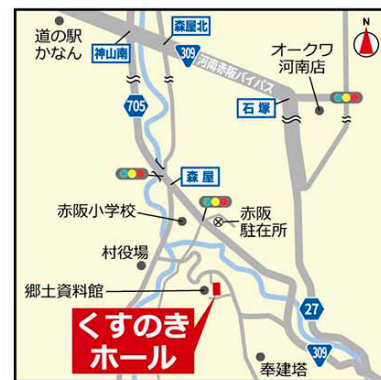 道の駅
かなん
神山南
森屋北
309
河南赤阪バイパス
オークワ
河南店
石塚
705
森屋
赤阪小学校
赤阪
駐在所
村役場
郷土資料館
くすのき
ホール
27
309
奉建塔
N